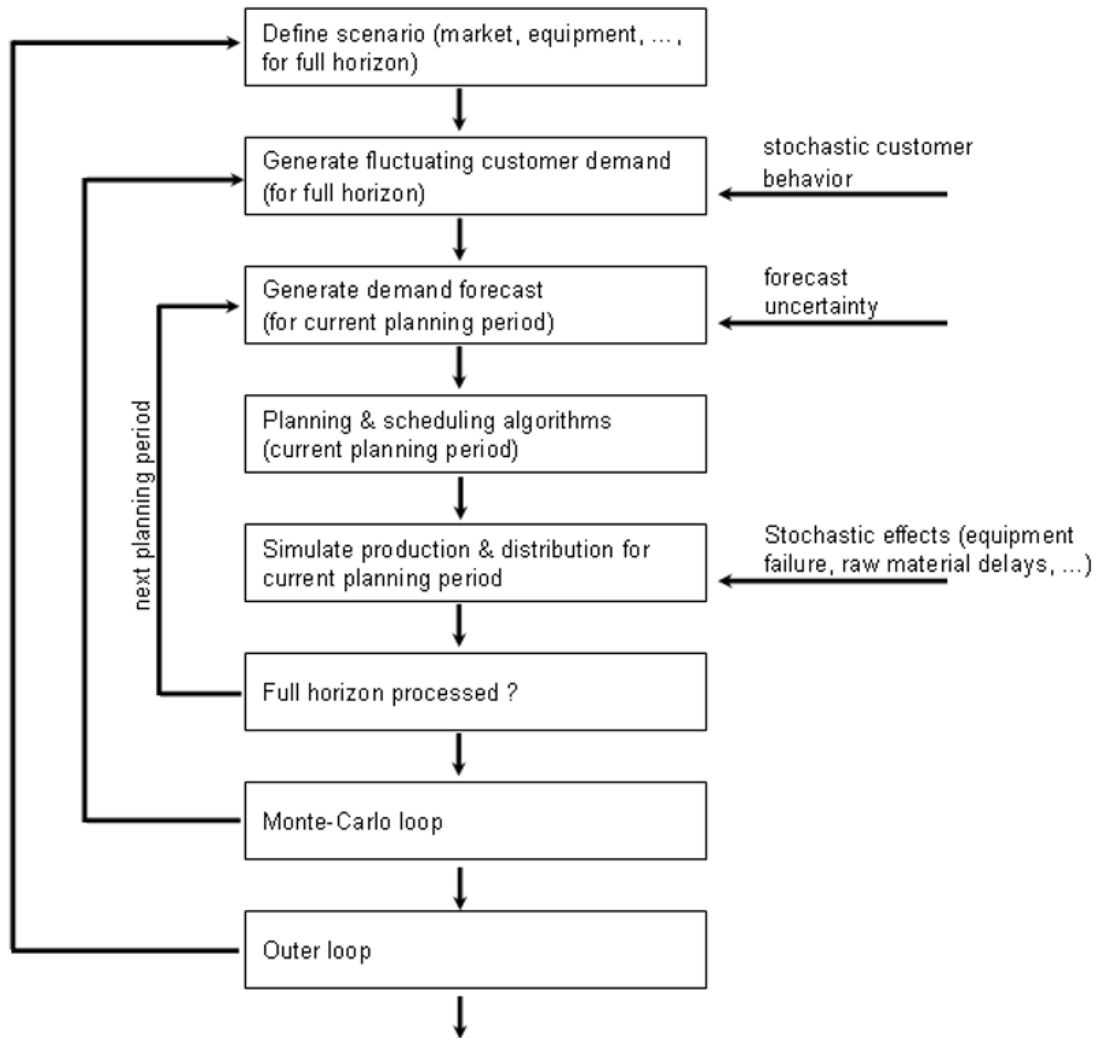 Define scenario (market, equipment, ... ,
for full horizon)
Generate fluctuating customer demand
(for full horizon)
stochastic customer
behavior
Generate demand forecast
(for current planning period)
forecast
uncertainty
Planning & scheduling algorithms
(current planning period)
next planning period
Simulate production & distribution for
current planning period
Stochastic effects (equipment
failure, raw material delays, ...)
Full horizon processed ?
Monte-Carlo loop
Outer loop